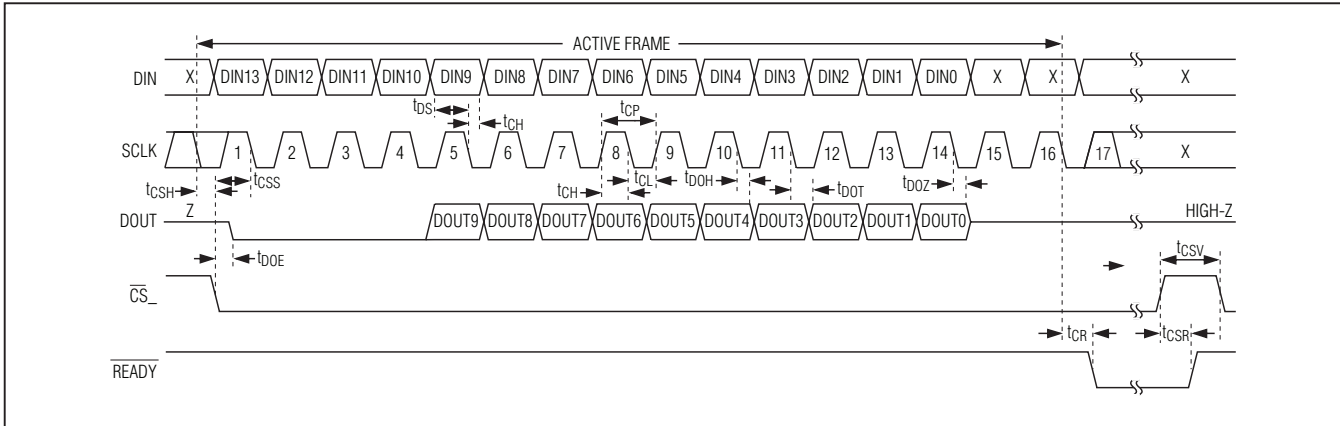 ACTIVE FRAME
DIN X DIN13 DIN12 DIN11 DIN10 DIN9 DIN8 DIN7 DIN6 DIN5 DIN4 DIN3 DIN2 DIN1 DIN0 X X X
tDS tCH tCP
SCLK 1 2 3 4 5 6 7 8 9 10 11 12 13 14 15 16 17 X
tCSH tCSS tCH tCL tDOH tDOT tDOZ
DOUT Z DOUT9 DOUT8 DOUT7 DOUT6 DOUT5 DOUT4 DOUT3 DOUT2 DOUT1 DOUT0 HIGH-Z
tDOE tCSV
CS_
tCR tCSR
READY